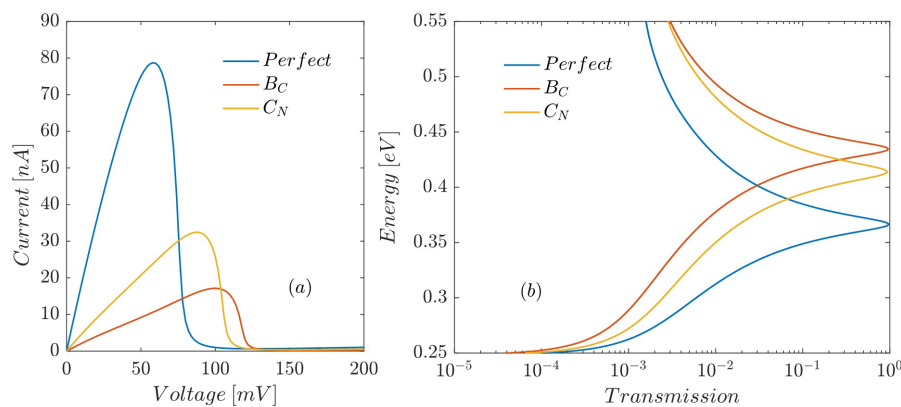 90
80
70
60
50
40
30
20
10
0
0 50 100 150 200
Current [nA]
Voltage [mV]
Perfect
B_C
C_N
(a)
0.55
0.5
0.45
0.4
0.35
0.3
0.25
10^{-5} 10^{-4} 10^{-3} 10^{-2} 10^{-1} 10^{0}
Energy [eV]
Transmission
Perfect
B_C
C_N
(b)